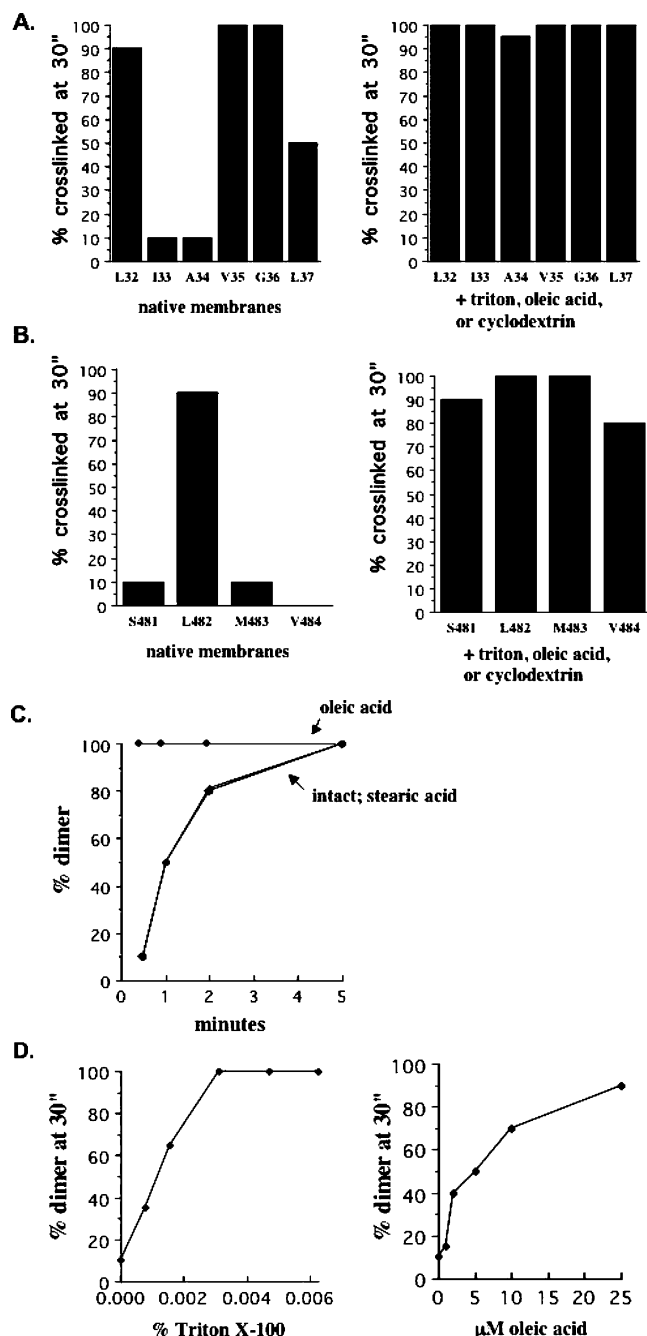 A.
% crosslinked at 30"
100
90
80
70
60
50
40
30
20
10
0
L32 I33 A34 V35 G36 L37
native membranes
% crosslinked at 30"
100
90
80
70
60
50
40
30
20
10
0
L32 I33 A34 V35 G36 L37
+ triton, oleic acid,
or cyclodextrin
B.
% crosslinked at 30"
100
90
80
70
60
50
40
30
20
10
0
S481 L482 M483 V484
native membranes
% crosslinked at 30"
100
90
80
70
60
50
40
30
20
10
0
S481 L482 M483 V484
+ triton, oleic acid,
or cyclodextrin
C.
oleic acid
intact; stearic acid
% dimer
100
80
60
40
20
0
0 1 2 3 4 5
minutes
D.
% dimer at 30"
100
80
60
40
20
0
0.000 0.002 0.004 0.006
% Triton X-100
% dimer at 30"
100
80
60
40
20
0
0 5 10 15 20 25
μM oleic acid